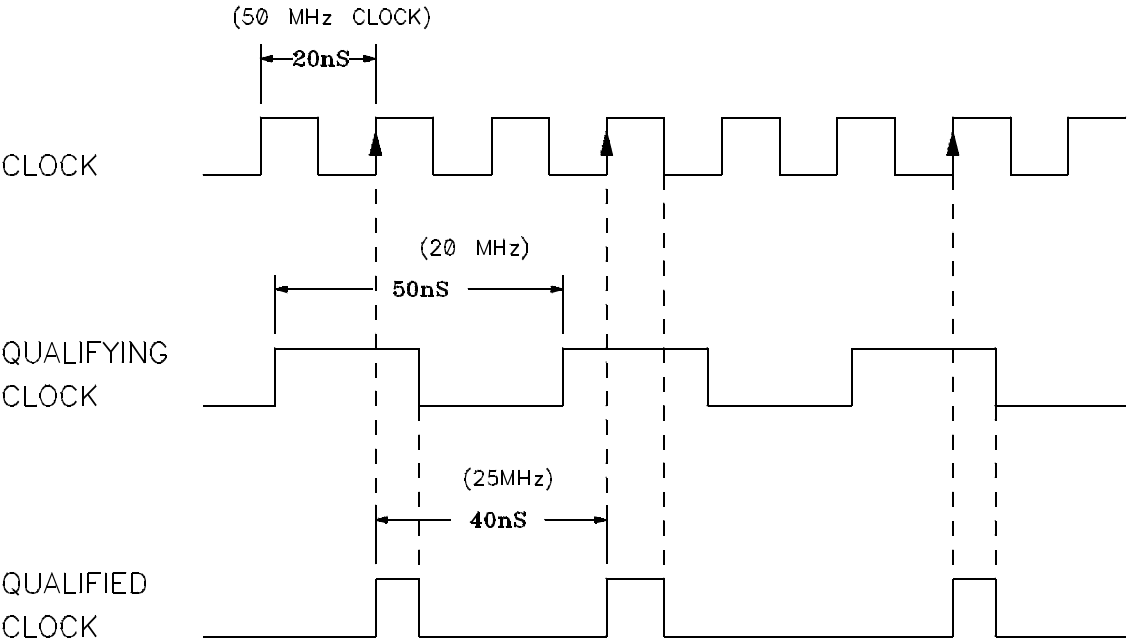 (50 MHz CLOCK)
20nS
CLOCK
(20 MHz)
50nS
QUALIFYING
CLOCK
(25MHz)
40nS
QUALIFIED
CLOCK